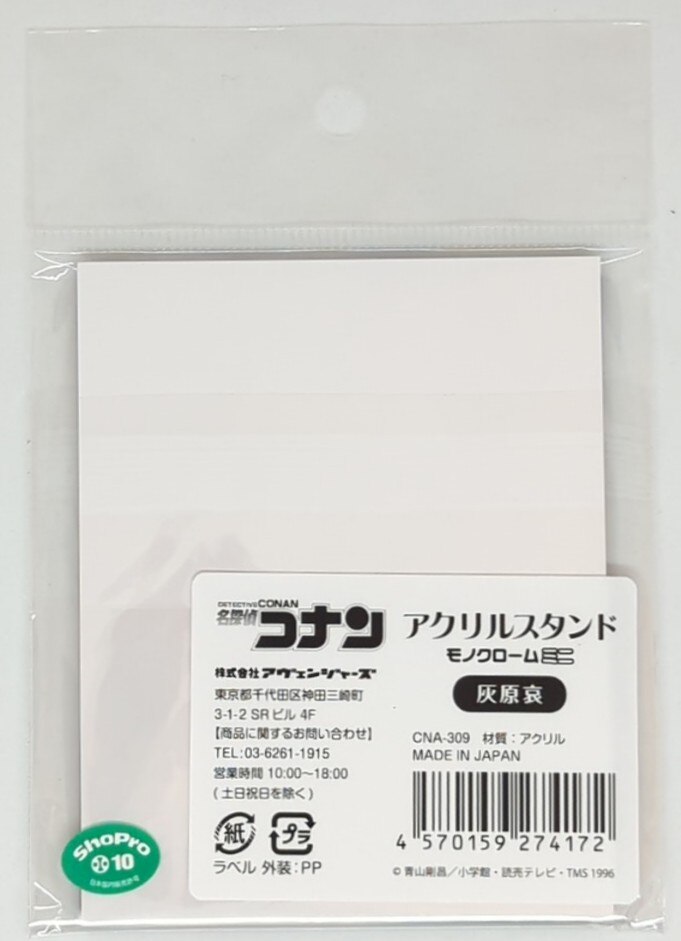 DETECTIVE CONAN
名探偵コナン
アクリルスタンド
モノクローム ミニ
灰原哀
株式会社アヴェンジャーズ
東京都千代田区神田三崎町
3-1-2 SRビル 4F
【商品に関するお問い合わせ】
TEL:03-6261-1915
営業時間 10:00〜18:00
(土日祝日を除く)
CNA-309 材質:アクリル
MADE IN JAPAN
4 570159 274172
紙 プラ
ラベル 外装:PP
©青山剛昌/小学館・読売テレビ・TMS 1996
ShoPro
10